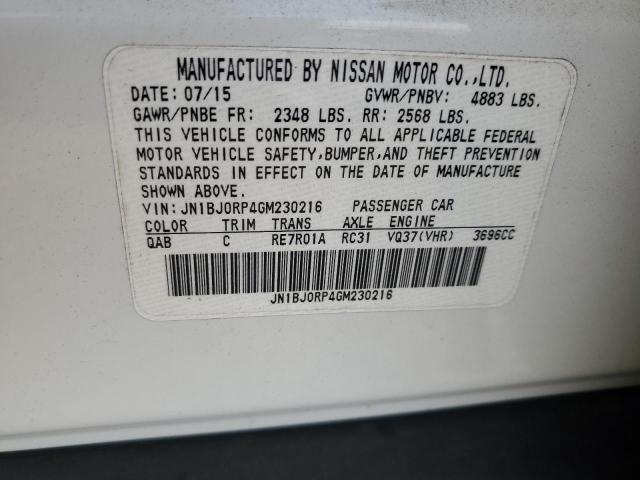 MANUFACTURED BY NISSAN MOTOR CO.,LTD.
DATE: 07/15 GVWR/PNBV: 4883 LBS.
GAWR/PNBE FR: 2348 LBS. RR: 2568 LBS.
THIS VEHICLE CONFORMS TO ALL APPLICABLE FEDERAL
MOTOR VEHICLE SAFETY,BUMPER,AND THEFT PREVENTION
STANDARDS IN EFFECT ON THE DATE OF MANUFACTURE
SHOWN ABOVE.
VIN: JN1BJ0RP4GM230216 PASSENGER CAR
COLOR TRIM TRANS AXLE ENGINE
QAB C RE7R01A RC31 VQ37(VHR) 3696CC
JN1BJ0RP4GM230216